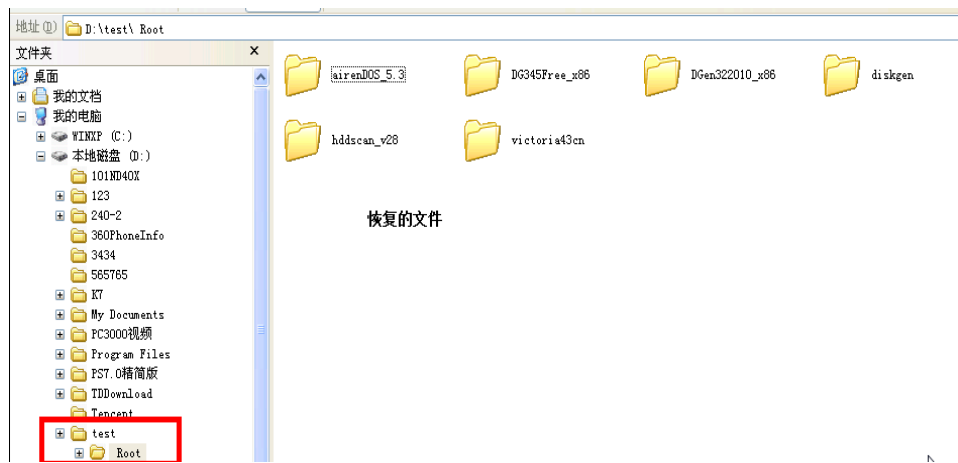 地址(D) D:\test\ Root
文件夹 x
桌面
我的文档
我的电脑
WINXP (C:)
本地磁盘 (D:)
101ND40X
123
240-2
360PhoneInfo
3434
565765
K7
My Documents
PC3000视频
Program Files
PS7.0精简版
TDDownload
Tencent
test
Root
airenDOS_5.3
DG345Free_x86
DGen322010_x86
diskgen
hddscan_v28
victoria43cn
恢复的文件